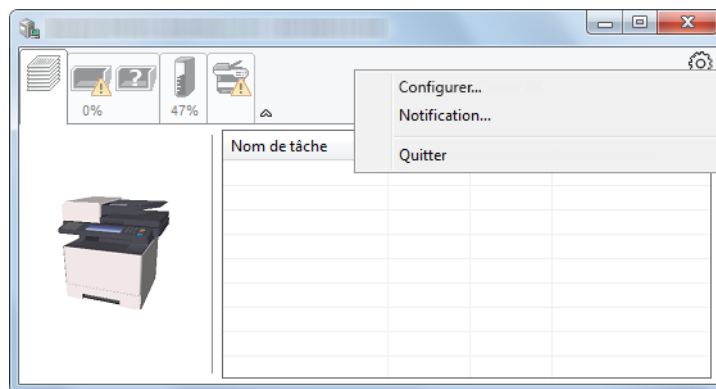 Configurer...
Notification...
0%
47%
Nom de tâche
Quitter